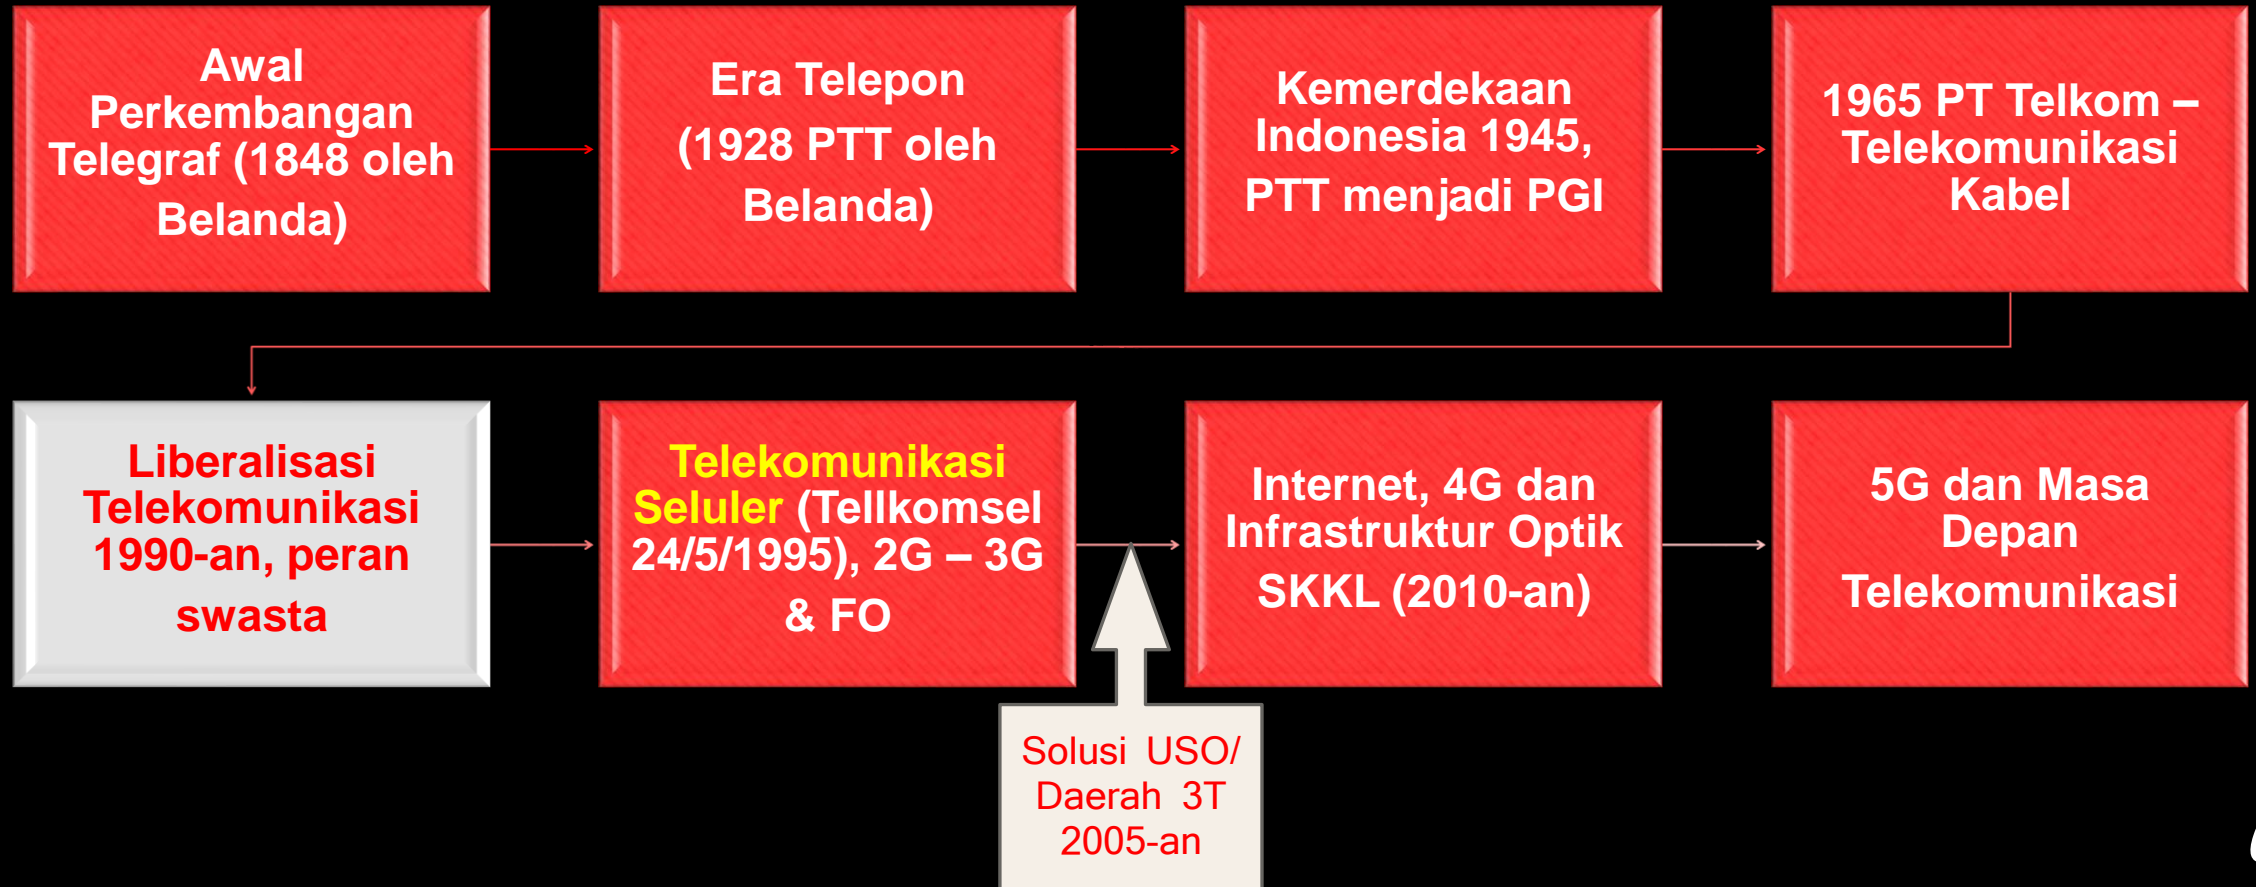 Awal
Perkembangan
Telegraf (1848 oleh
Belanda)
Era Telepon
(1928 PTT oleh
Belanda)
Kemerdekaan
Indonesia 1945,
PTT menjadi PGI
1965 PT Telkom –
Telekomunikasi
Kabel
Liberalisasi
Telekomunikasi
1990-an, peran
swasta
Telekomunikasi
Seluler (Tellkomsel
24/5/1995), 2G – 3G
& FO
Internet, 4G dan
Infrastruktur Optik
SKKL (2010-an)
5G dan Masa
Depan
Telekomunikasi
Solusi USO/
Daerah 3T
2005-an